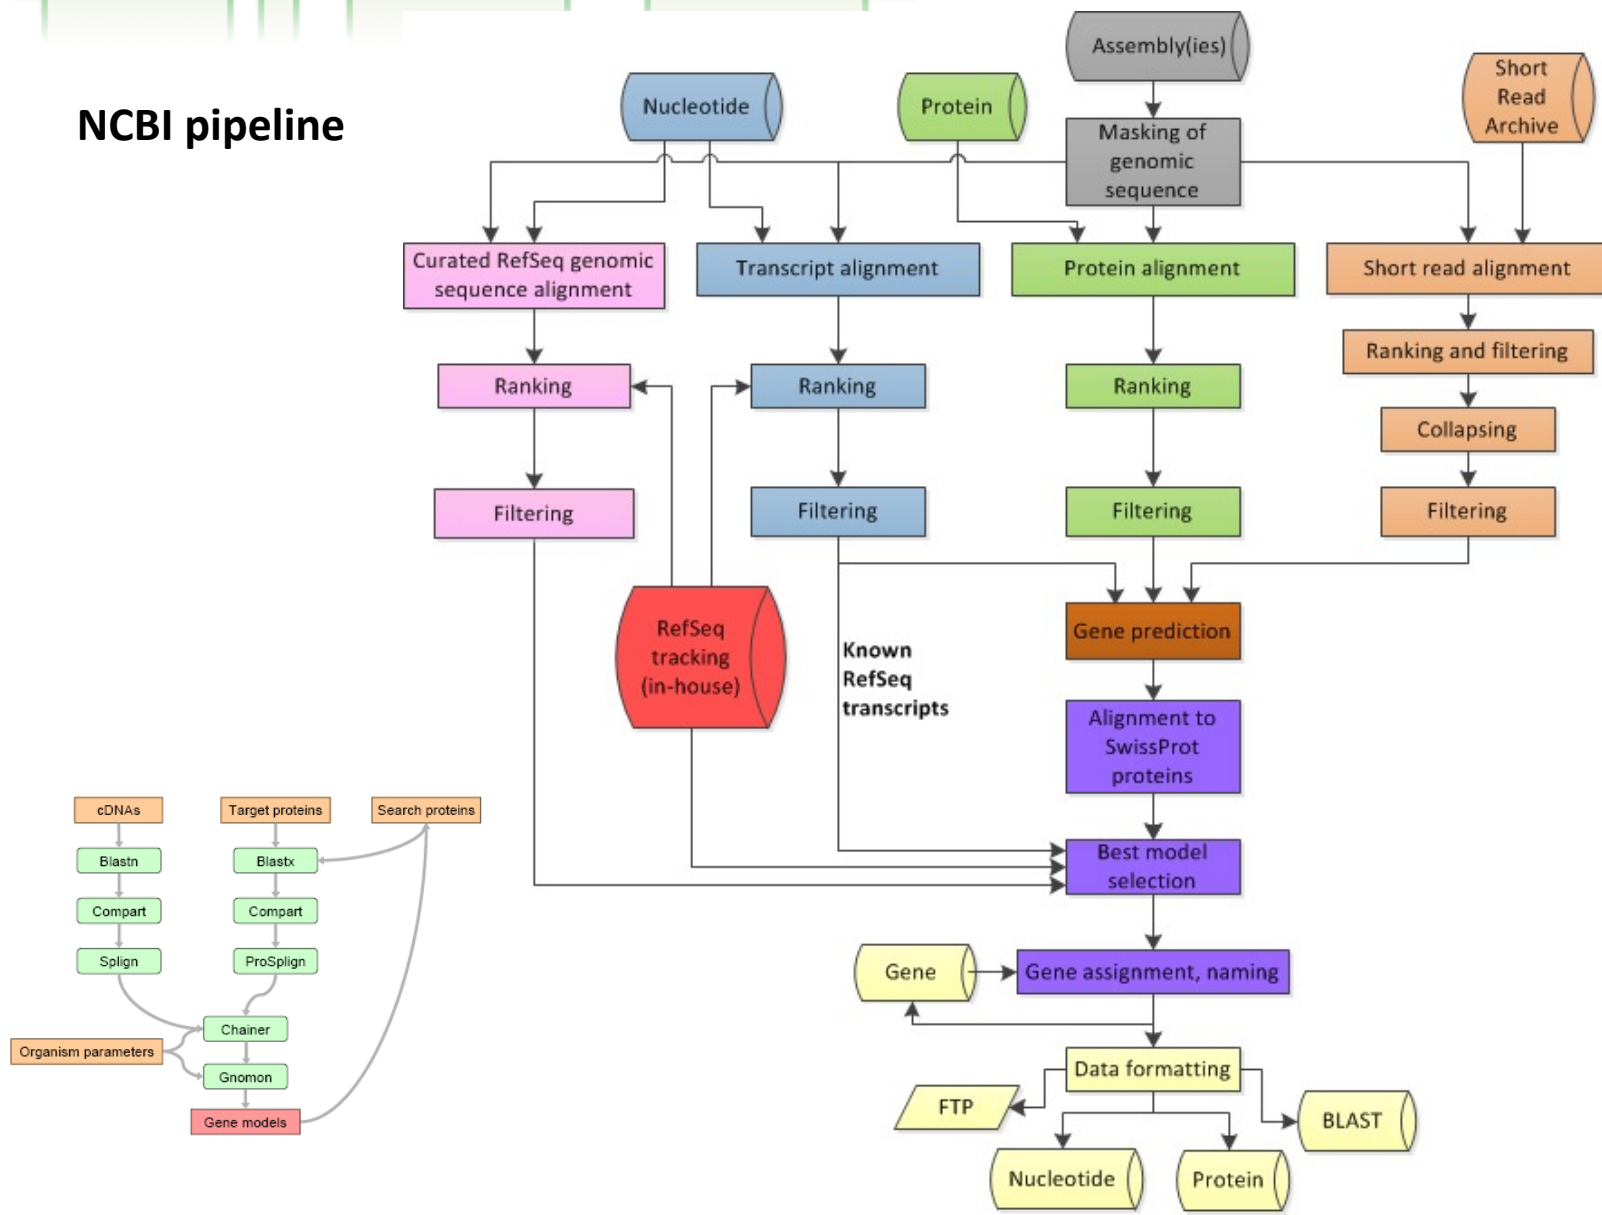 NCBI pipeline
Assembly(ies)
Nucleotide
Protein
Short
Read
Archive
Masking of
genomic
sequence
Curated RefSeq genomic
sequence alignment
Transcript alignment
Protein alignment
Short read alignment
Ranking
Ranking
Ranking
Ranking and filtering
Collapsing
Filtering
Filtering
Filtering
Filtering
RefSeq
tracking
(in-house)
Known
RefSeq
transcripts
Gene prediction
Alignment to
SwissProt
proteins
Best model
selection
Gene
Gene assignment, naming
Data formatting
FTP
BLAST
Nucleotide
Protein
cDNAs
Target proteins
Search proteins
Blastn
Blastx
Compart
Compart
Splign
ProSplign
Chainer
Organism parameters
Gnomon
Gene models